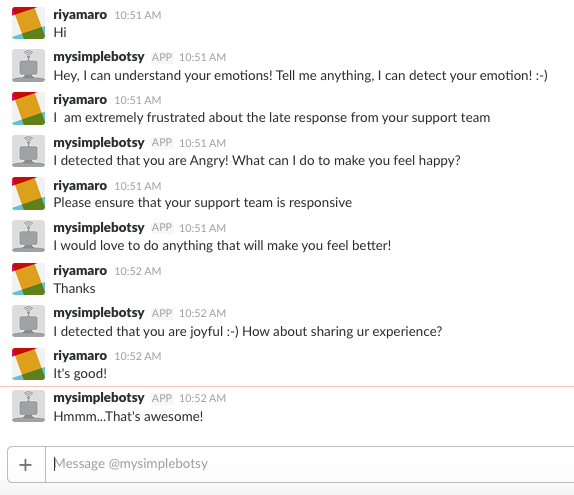 riyamaro 10:51 AM
Hi
mysimplebotsy APP 10:51 AM
Hey, I can understand your emotions! Tell me anything, I can detect your emotion! :-)
riyamaro 10:51 AM
I  am extremely frustrated about the late response from your support team
mysimplebotsy APP 10:51 AM
I detected that you are Angry! What can I do to make you feel happy?
riyamaro 10:51 AM
Please ensure that your support team is responsive
mysimplebotsy APP 10:51 AM
I would love to do anything that will make you feel better!
riyamaro 10:52 AM
Thanks
mysimplebotsy APP 10:52 AM
I detected that you are joyful :-) How about sharing ur experience?
riyamaro 10:52 AM
It's good!
mysimplebotsy APP 10:52 AM
Hmmm...That's awesome!
+ Message @mysimplebotsy